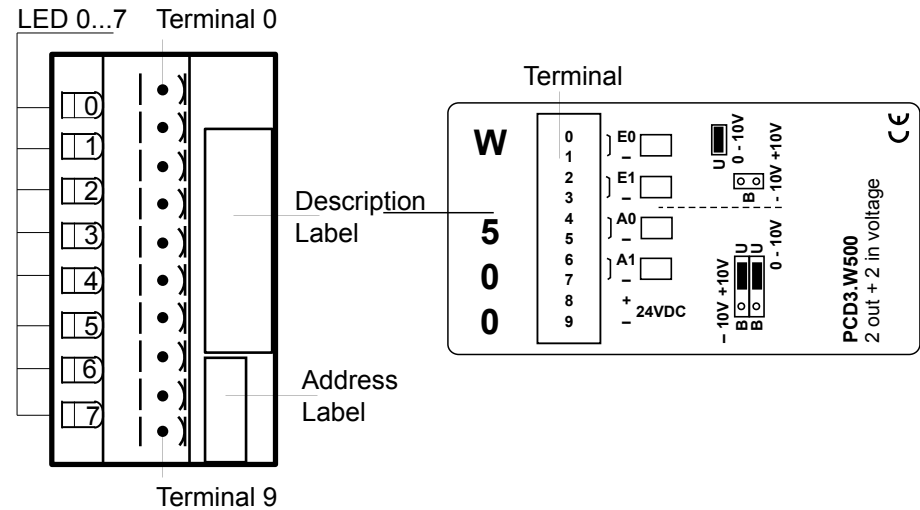 LED 0...7
Terminal 0
0
1
2
3
4
5
6
7
Terminal 9
Description
Label
Address
Label
Terminal
W
5
0
0
0
1
2
3
4
5
6
7
8
9
E0
–
E1
–
A0
–
A1
–
+
–
24VDC
U
0 - 10V
B
- 10V +10V
– 10V +10V
B U
B U
0 - 10V
PCD3.W500
2 out + 2 in voltage
CE